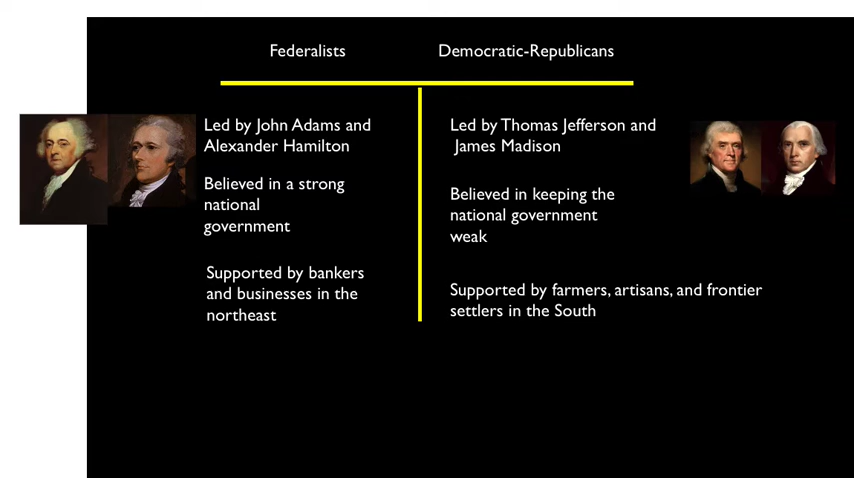 Federalists
Democratic-Republicans
Led by John Adams and
Alexander Hamilton
Believed in a strong
national
government
Supported by bankers
and businesses in the
northeast
Led by Thomas Jefferson and
James Madison
Believed in keeping the
national government
weak
Supported by farmers, artisans, and frontier
settlers in the South